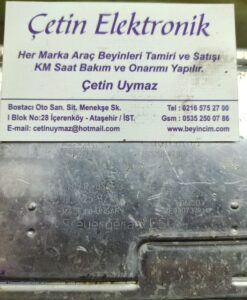 Çetin Elektronik
Her Marka Araç Beyinleri Tamiri ve Satışı
KM Saat Bakım ve Onarımı Yapılır.
Çetin Uymaz
Bostacı Oto San. Sit. Menekşe Sk. Tel : 0216 575 27 00
I Blok No:28 İçerenköy - Ataşehir / İST. Gsm : 0535 250 07 86
E-mail: cetinuymaz@hotmail.com www.beyincim.com
HUNGARY